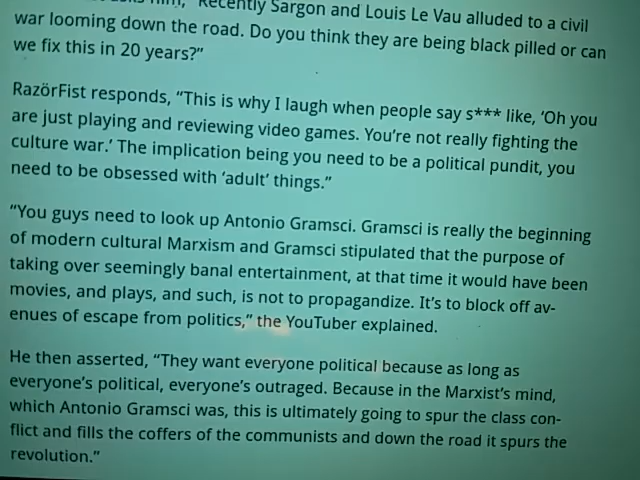 him, "Recently Sargon and Louis Le Vau alluded to a civil
war looming down the road. Do you think they are being black pilled or can
we fix this in 20 years?"
RazörFist responds, "This is why I laugh when people say s*** like, 'Oh you
are just playing and reviewing video games. You're not really fighting the
culture war.' The implication being you need to be a political pundit, you
need to be obsessed with 'adult' things."
"You guys need to look up Antonio Gramsci. Gramsci is really the beginning
of modern cultural Marxism and Gramsci stipulated that the purpose of
taking over seemingly banal entertainment, at that time it would have been
movies, and plays, and such, is not to propagandize. It's to block off av-
enues of escape from politics," the YouTuber explained.
He then asserted, "They want everyone political because as long as
everyone's political, everyone's outraged. Because in the Marxist's mind,
which Antonio Gramsci was, this is ultimately going to spur the class con-
flict and fills the coffers of the communists and down the road it spurs the
revolution."